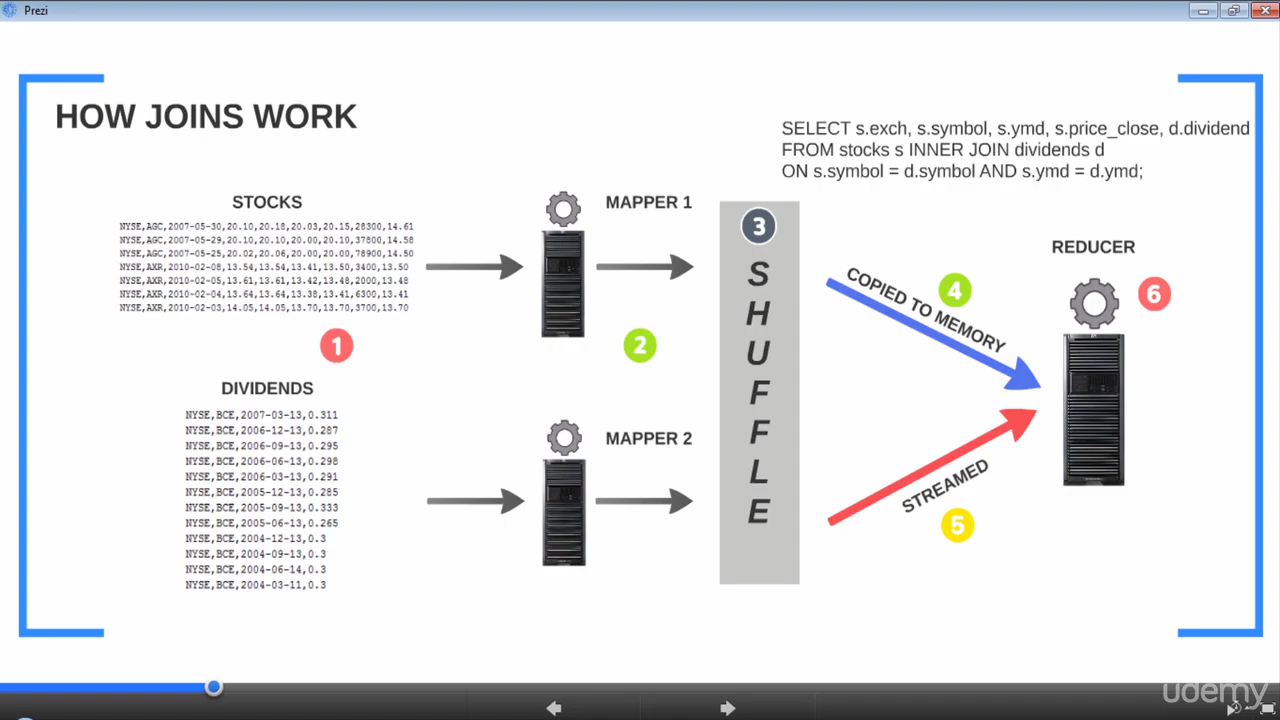 Prezi
HOW JOINS WORK
SELECT s.exch, s.symbol, s.ymd, s.price_close, d.dividend
FROM stocks s INNER JOIN dividends d
ON s.symbol = d.symbol AND s.ymd = d.ymd;
STOCKS
NYSE,AGC,2007-05-30,20.10,20.18,20.03,20.15,28300,14.61
NYSE,AGC,2007-05-29,20.10,20.10,20.00,20.10,37800,14.58
NYSE,AGC,2007-05-25,20.02,20.06,20.00,20.00,78900,14.50
NYSE,AXR,2010-02-08,13.54,13.54,13.41,13.50,3400,13.50
NYSE,AXR,2010-02-05,13.61,13.61,13.42,13.48,2000,13.48
NYSE,AXR,2010-02-04,13.64,13.64,13.38,13.41,6300,13.41
NYSE,AXR,2010-02-03,14.05,14.05,13.70,13.70,3700,13.70
1
MAPPER 1
2
3
SHUFFLE
COPIED TO MEMORY
4
REDUCER
6
DIVIDENDS
NYSE,BCE,2007-03-13,0.311
NYSE,BCE,2006-12-13,0.287
NYSE,BCE,2006-09-13,0.295
NYSE,BCE,2006-06-13,0.298
NYSE,BCE,2006-03-13,0.291
NYSE,BCE,2005-12-13,0.285
NYSE,BCE,2005-09-13,0.333
NYSE,BCE,2005-06-13,0.265
NYSE,BCE,2004-12-13,0.3
NYSE,BCE,2004-09-13,0.3
NYSE,BCE,2004-06-14,0.3
NYSE,BCE,2004-03-11,0.3
MAPPER 2
STREAMED
5
udemy